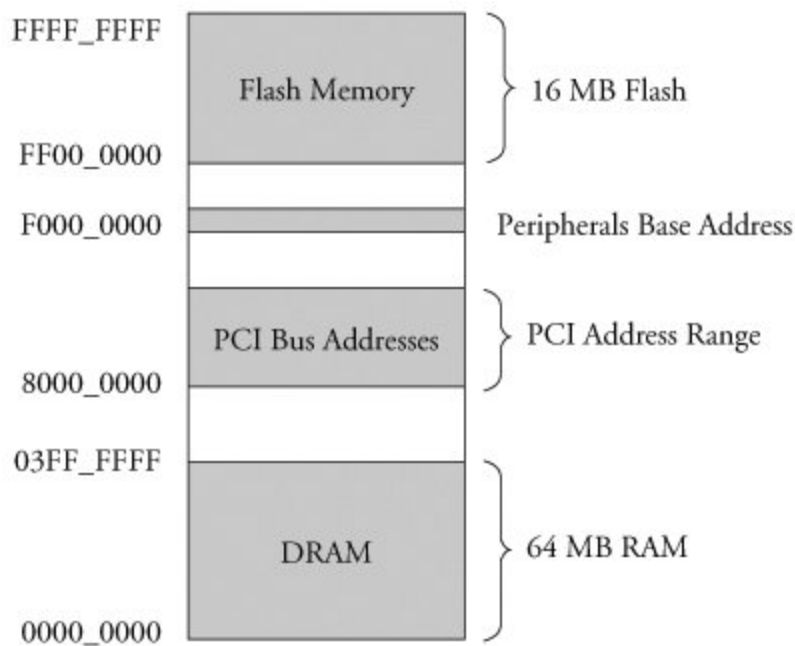 FFFF_FFFF
Flash Memory
16 MB Flash
FF00_0000
F000_0000
Peripherals Base Address
PCI Bus Addresses
PCI Address Range
8000_0000
03FF_FFFF
DRAM
64 MB RAM
0000_0000